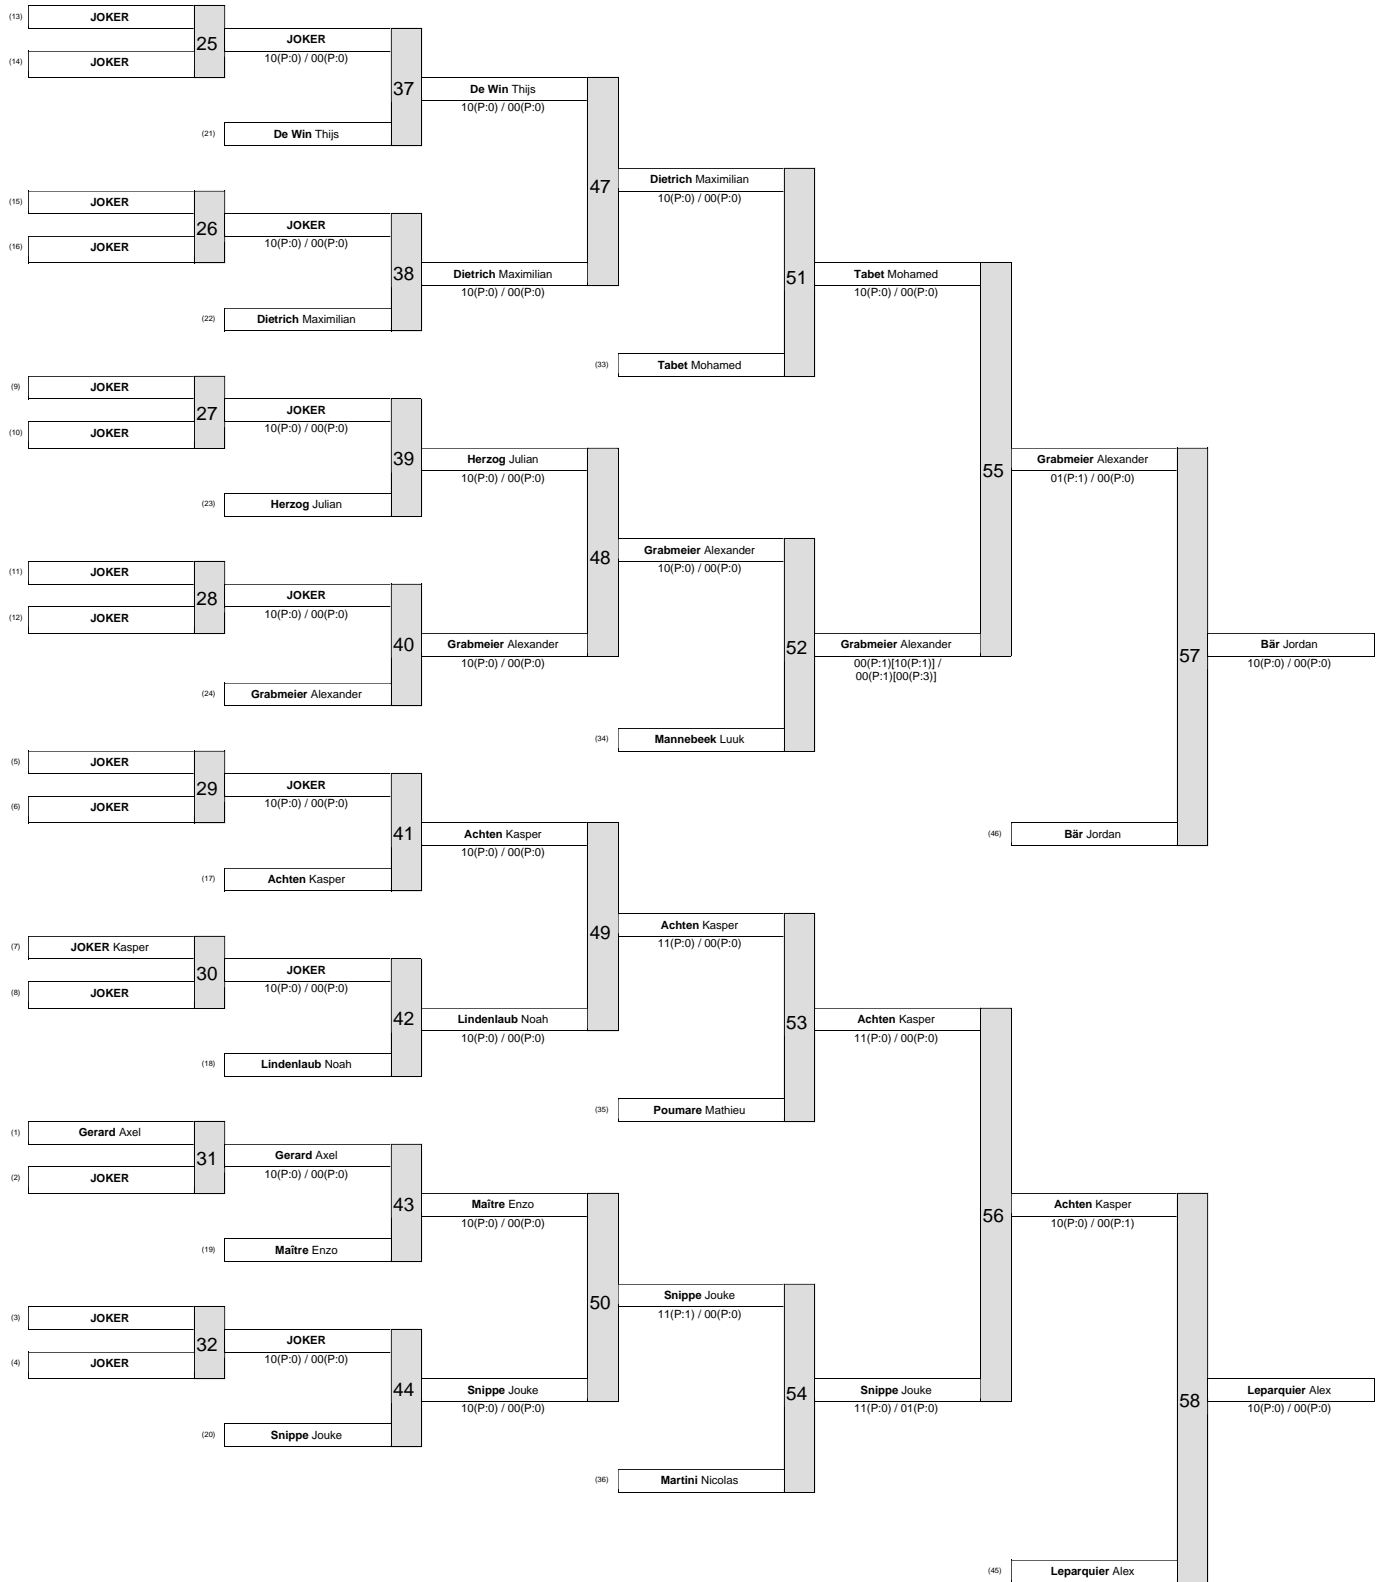 (13) JOKER
25
JOKER
10(P:0) / 00(P:0)
(14) JOKER
37
De Win Thijs
10(P:0) / 00(P:0)
(21) De Win Thijs
47
Dietrich Maximilian
10(P:0) / 00(P:0)
(15) JOKER
26
JOKER
10(P:0) / 00(P:0)
(16) JOKER
38
Dietrich Maximilian
10(P:0) / 00(P:0)
(22) Dietrich Maximilian
51
Tabet Mohamed
10(P:0) / 00(P:0)
(33) Tabet Mohamed
(9) JOKER
27
JOKER
10(P:0) / 00(P:0)
(10) JOKER
39
Herzog Julian
10(P:0) / 00(P:0)
(23) Herzog Julian
55
Grabmeier Alexander
01(P:1) / 00(P:0)
48
Grabmeier Alexander
10(P:0) / 00(P:0)
(11) JOKER
28
JOKER
10(P:0) / 00(P:0)
(12) JOKER
40
Grabmeier Alexander
10(P:0) / 00(P:0)
(24) Grabmeier Alexander
52
Grabmeier Alexander
00(P:1)[10(P:1)] /
00(P:1)[00(P:3)]
57
Bär Jordan
10(P:0) / 00(P:0)
(34) Mannebeek Luuk
(5) JOKER
29
JOKER
10(P:0) / 00(P:0)
(6) JOKER
41
Achten Kasper
10(P:0) / 00(P:0)
(46) Bär Jordan
(17) Achten Kasper
49
Achten Kasper
11(P:0) / 00(P:0)
(7) JOKER Kasper
30
JOKER
10(P:0) / 00(P:0)
(8) JOKER
42
Lindenlaub Noah
10(P:0) / 00(P:0)
(18) Lindenlaub Noah
53
Achten Kasper
11(P:0) / 00(P:0)
(35) Poumare Mathieu
(1) Gerard Axel
31
Gerard Axel
10(P:0) / 00(P:0)
(2) JOKER
43
Maître Enzo
10(P:0) / 00(P:0)
(19) Maître Enzo
56
Achten Kasper
10(P:0) / 00(P:1)
50
Snippe Jouke
11(P:1) / 00(P:0)
(3) JOKER
32
JOKER
10(P:0) / 00(P:0)
(4) JOKER
44
Snippe Jouke
10(P:0) / 00(P:0)
(20) Snippe Jouke
54
Snippe Jouke
11(P:0) / 01(P:0)
58
Leparquier Alex
10(P:0) / 00(P:0)
(36) Martini Nicolas
(45) Leparquier Alex